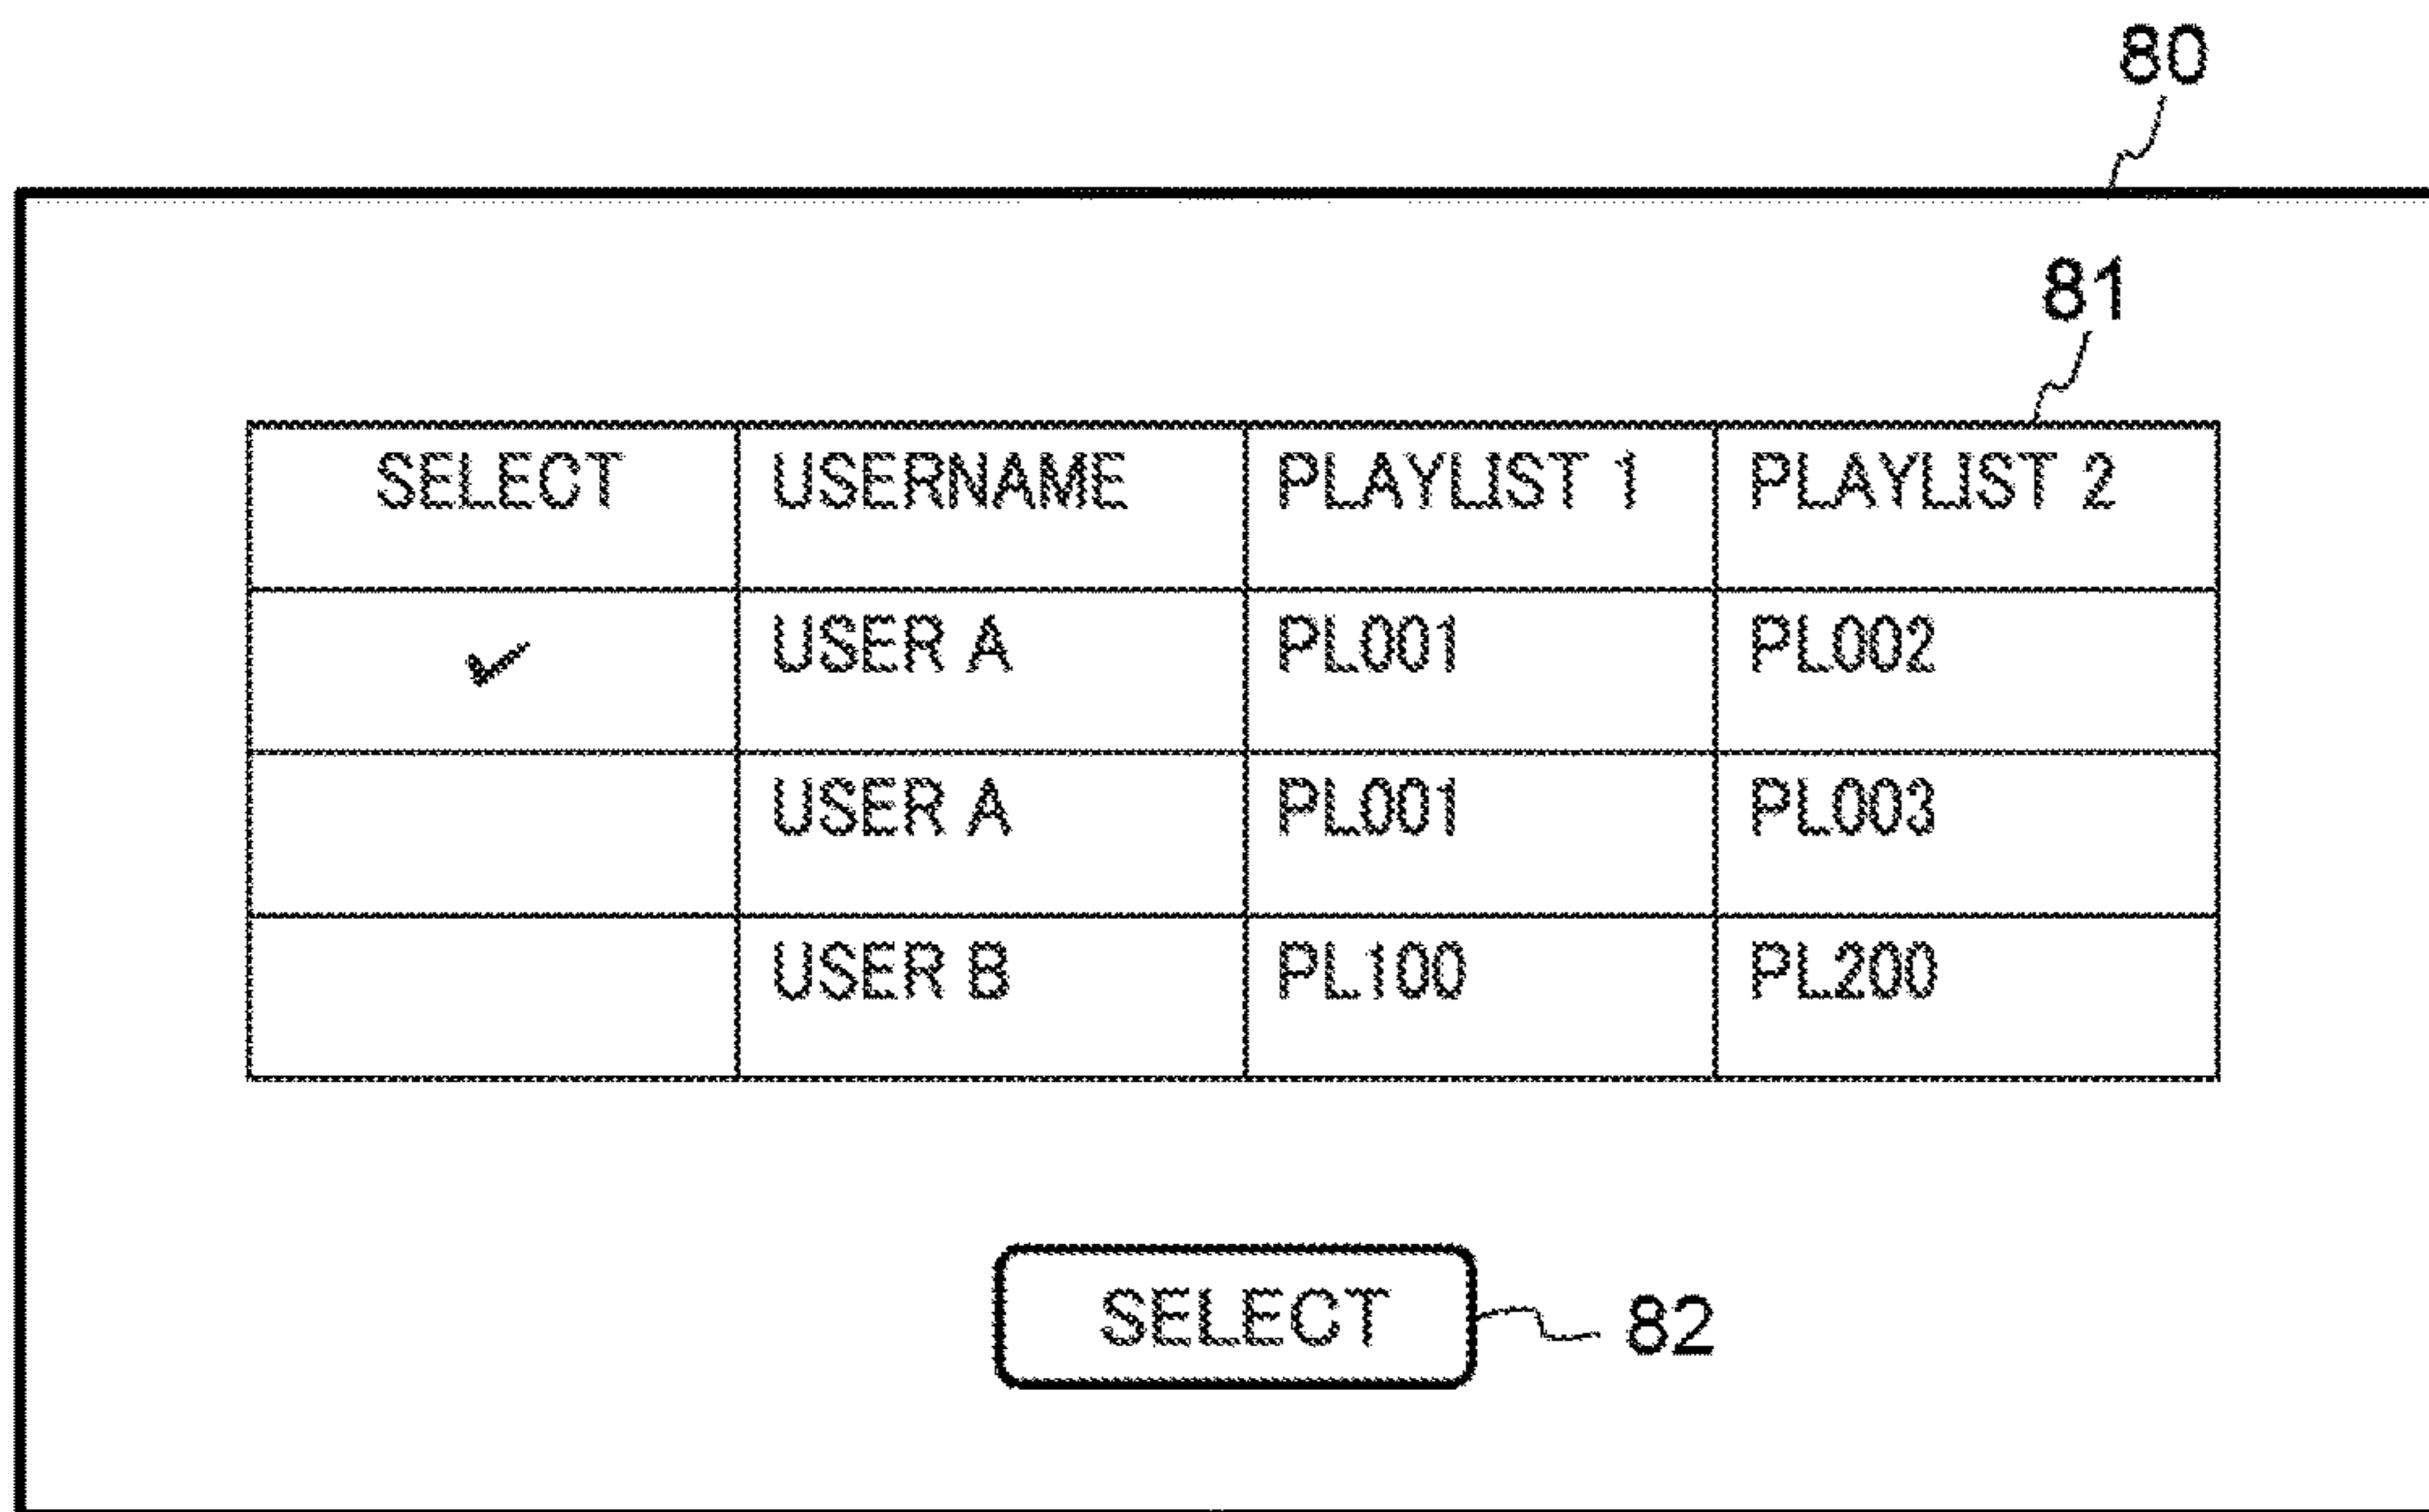 80
81
SELECT USERNAME PLAYLIST 1 PLAYLIST 2
USER A PL001 PL002
USER A PL001 PL003
USER B PL100 PL200
SELECT 82